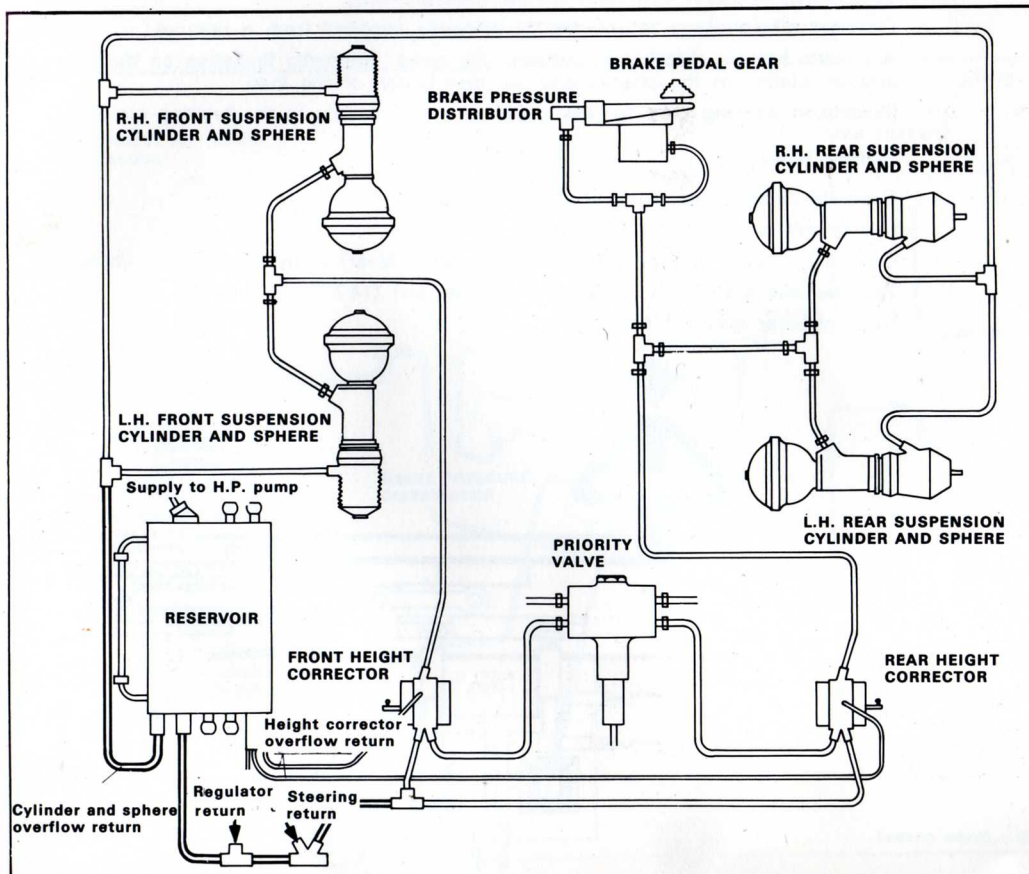 BRAKE PEDAL GEAR
BRAKE PRESSURE
DISTRIBUTOR
R.H. FRONT SUSPENSION
CYLINDER AND SPHERE
R.H. REAR SUSPENSION
CYLINDER AND SPHERE
L.H. FRONT SUSPENSION
CYLINDER AND SPHERE
Supply to H.P. pump
L.H. REAR SUSPENSION
CYLINDER AND SPHERE
PRIORITY
VALVE
RESERVOIR
FRONT HEIGHT
CORRECTOR
REAR HEIGHT
CORRECTOR
Height corrector
overflow return
Cylinder and sphere
overflow return
Regulator
return
Steering
return